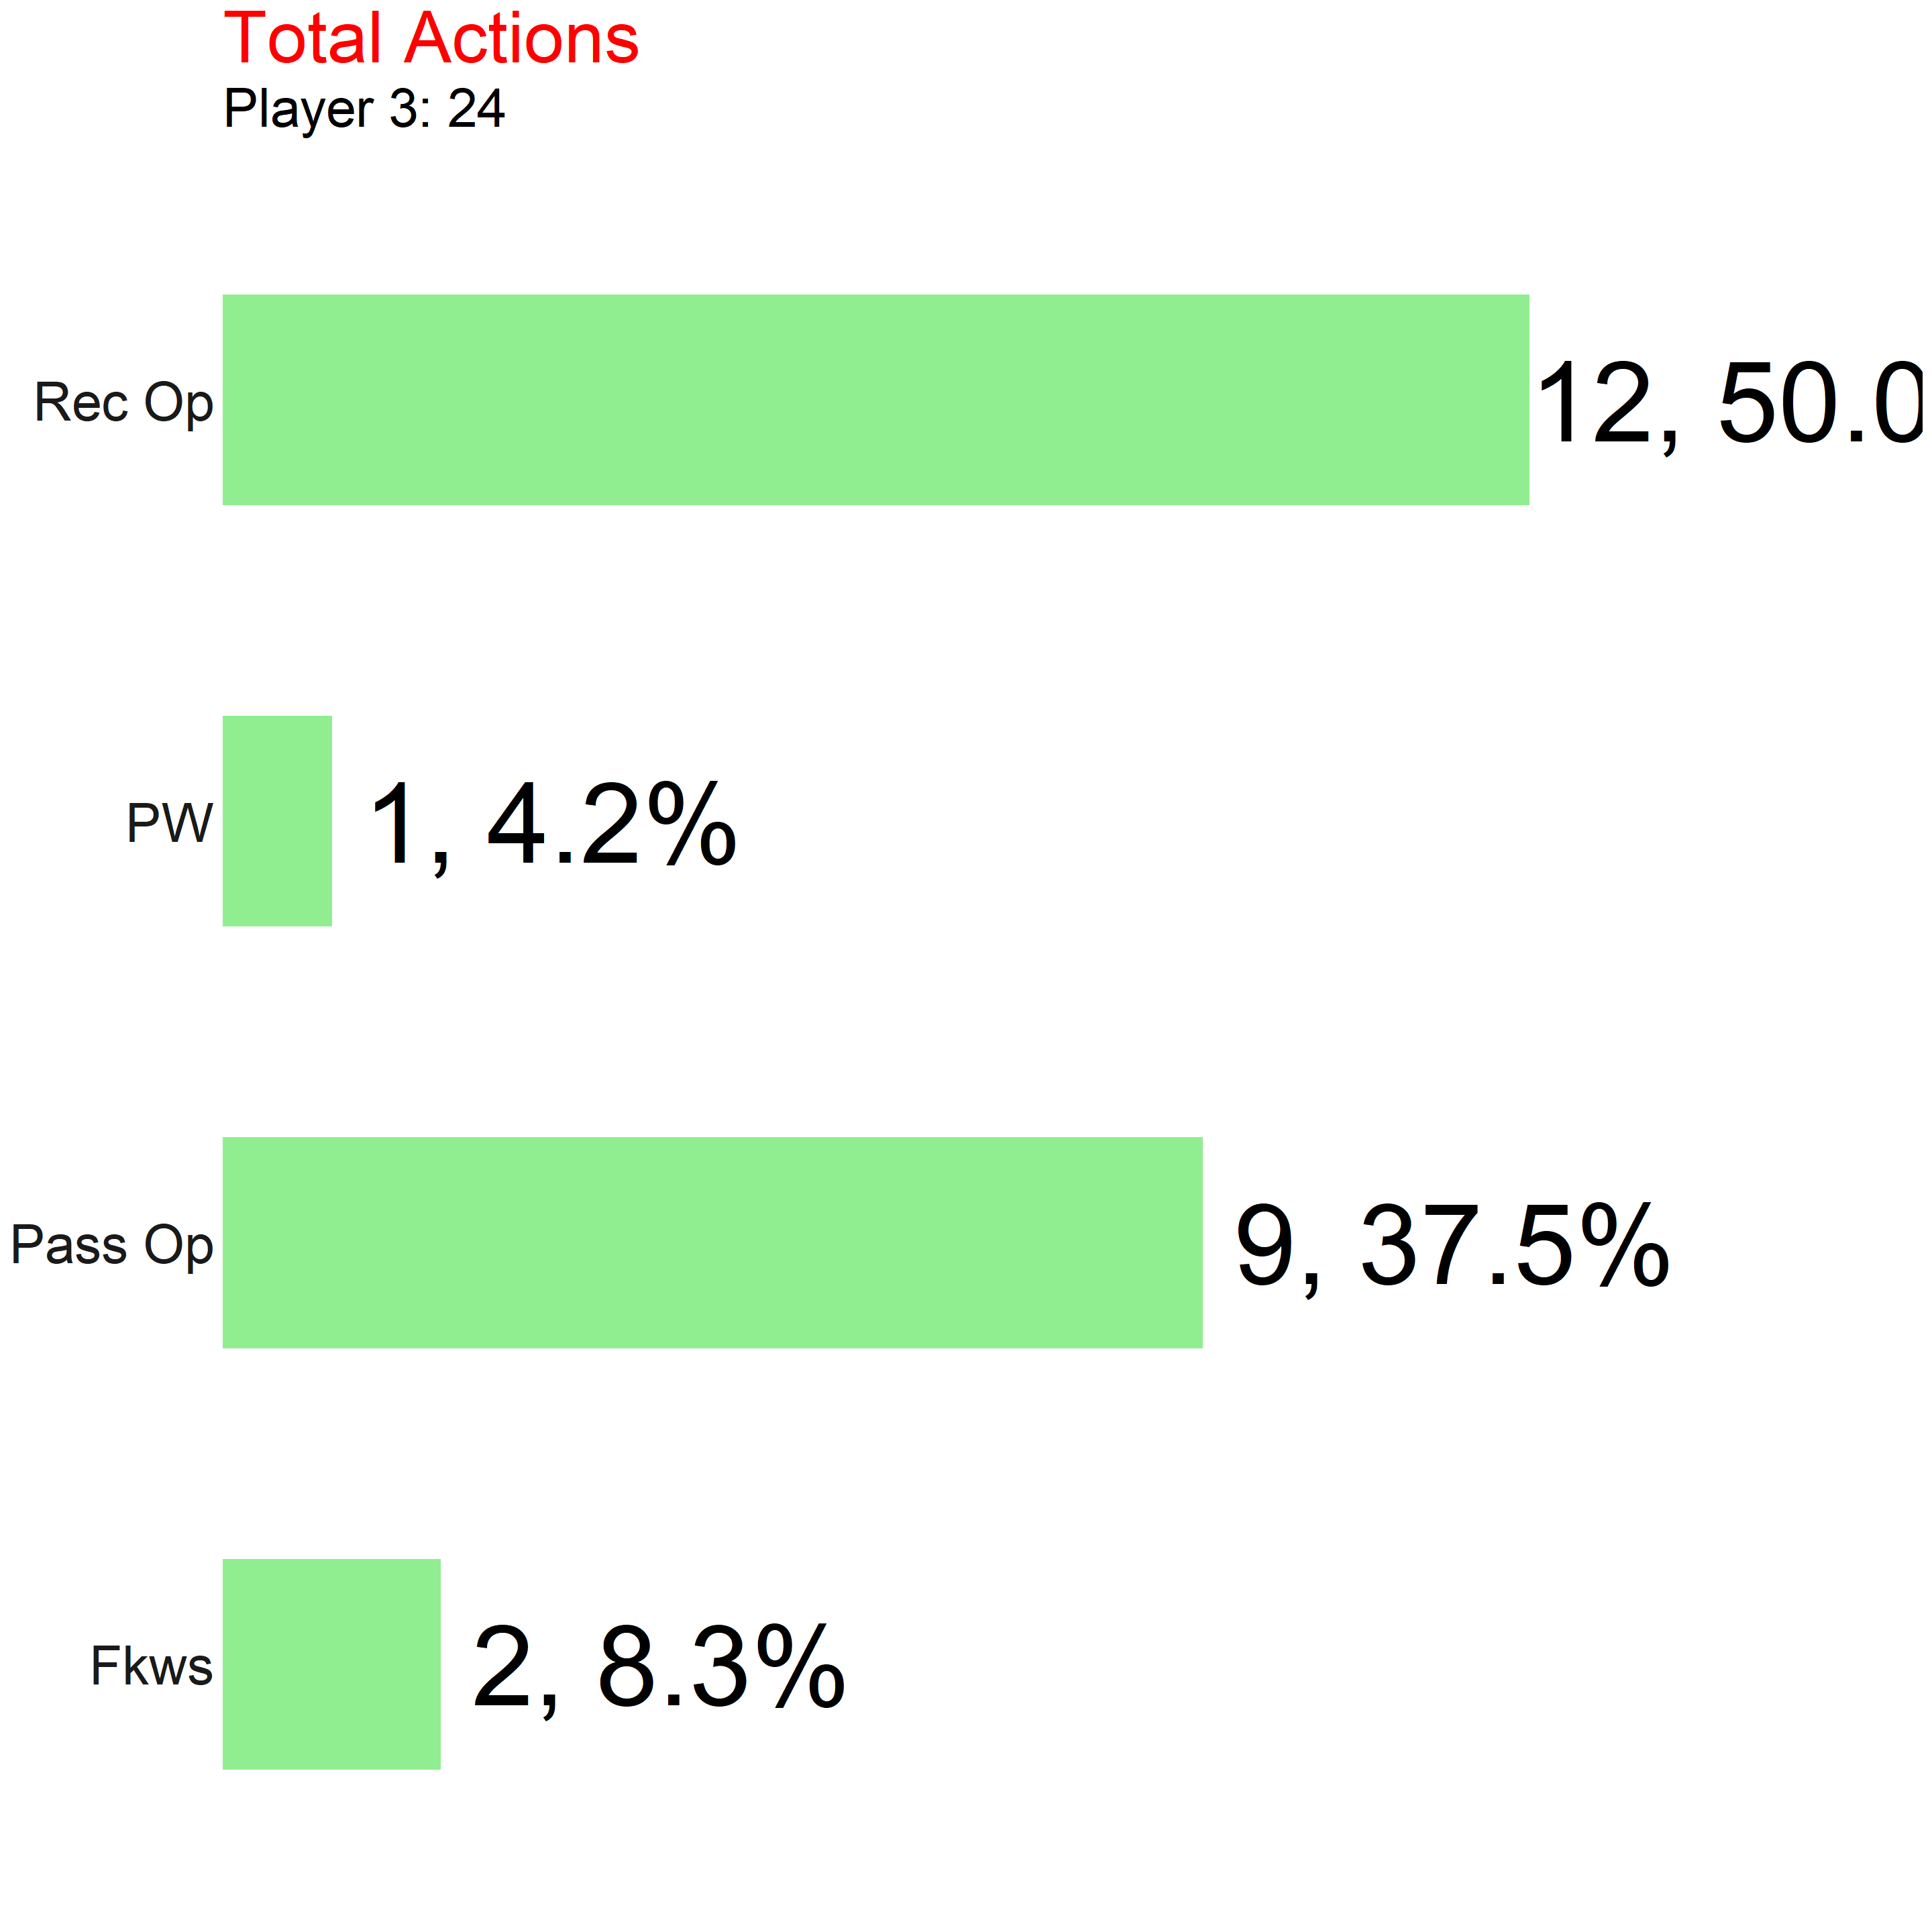 Total Actions
Player 3: 24
Rec Op 12, 50.0
PW 1, 4.2%
Pass Op 9, 37.5%
Fkws 2, 8.3%